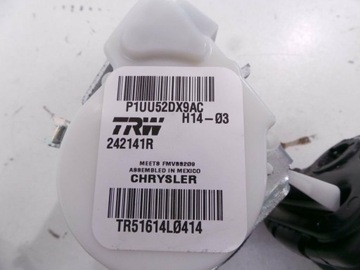 P1UU52DX9AC
H14-03
TRW
242141R
MEETS FMVSS209
ASSEMBLED IN MEXICO
CHRYSLER
TR51614L0414